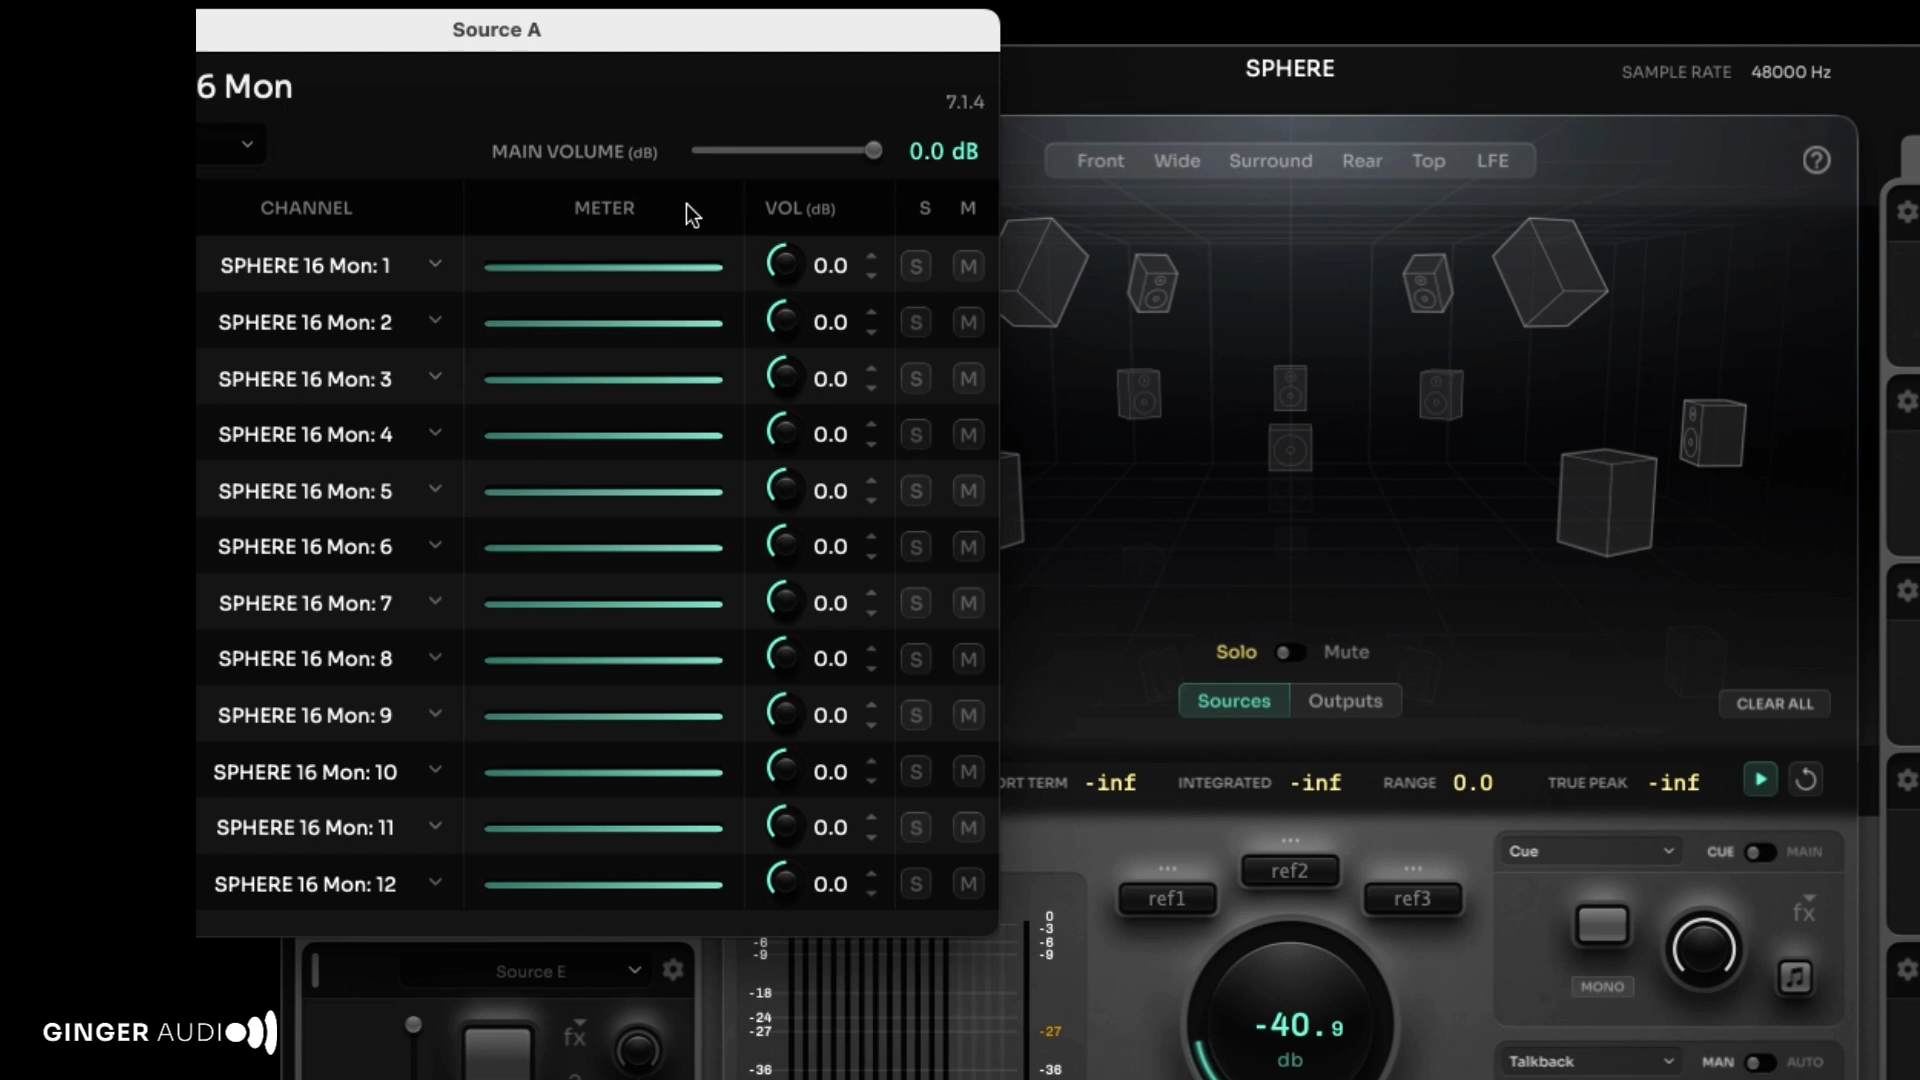 Source A
6 Mon
7.1.4
MAIN VOLUME (dB) 0.0 dB
CHANNEL METER VOL (dB) S M
SPHERE 16 Mon: 1 0.0 S M
SPHERE 16 Mon: 2 0.0 S M
SPHERE 16 Mon: 3 0.0 S M
SPHERE 16 Mon: 4 0.0 S M
SPHERE 16 Mon: 5 0.0 S M
SPHERE 16 Mon: 6 0.0 S M
SPHERE 16 Mon: 7 0.0 S M
SPHERE 16 Mon: 8 0.0 S M
SPHERE 16 Mon: 9 0.0 S M
SPHERE 16 Mon: 10 0.0 S M
SPHERE 16 Mon: 11 0.0 S M
SPHERE 16 Mon: 12 0.0 S M
SPHERE
SAMPLE RATE 48000 Hz
Front Wide Surround Rear Top LFE
?
Solo Mute
Sources Outputs
CLEAR ALL
ORT TERM -inf INTEGRATED -inf RANGE 0.0 TRUE PEAK -inf
ref1 ref2 ref3
Cue CUE MAIN
fx
MONO
-40.9
db
Talkback MAN AUTO
Source E
fx
-6
-9
-18
-24
-27
-36
0
-3
-6
-9
-27
-36
GINGER AUDIO